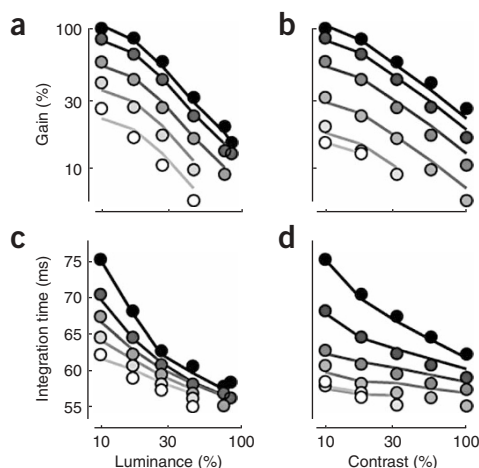 a
b
Gain (%)
100
30
10
c
d
Integration time (ms)
75
70
65
60
55
10 30 100
10 30 100
Luminance (%)
Contrast (%)